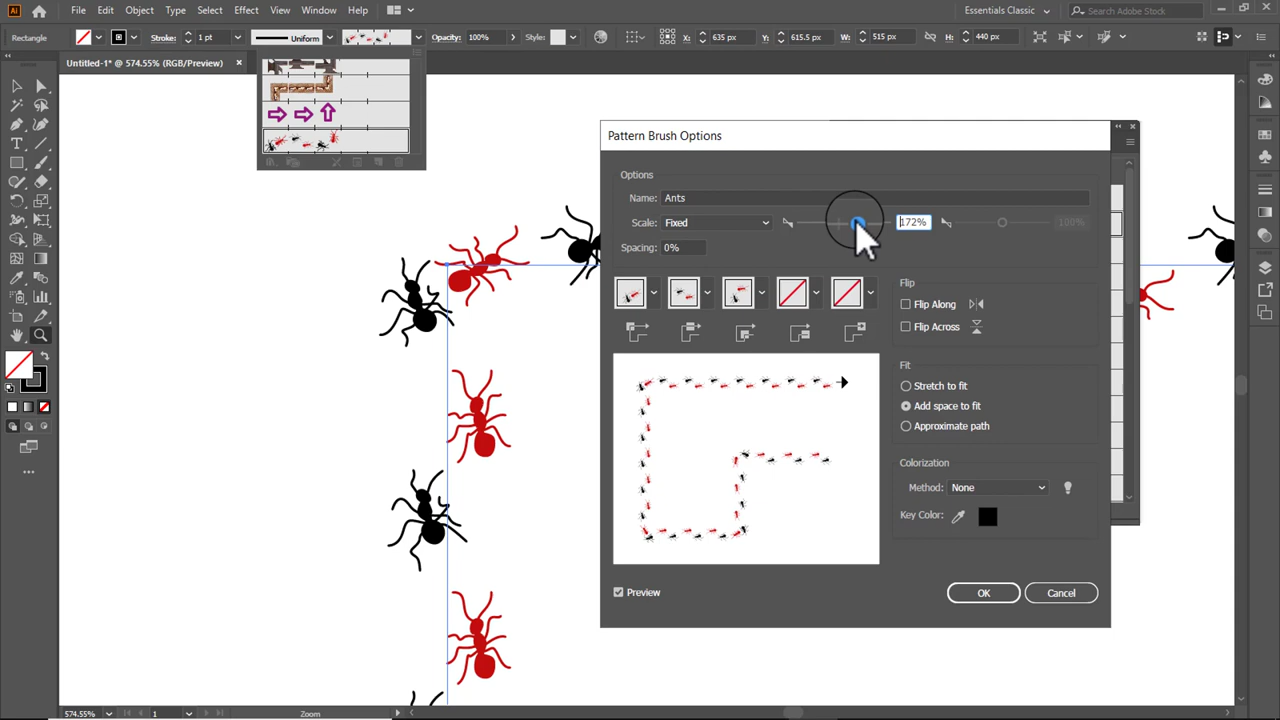 Ai File Edit Object Type Select Effect View Window Help Essentials Classic Search Adobe Stock
Rectangle Stroke: 1 pt Uniform Opacity: 100% Style: X: 635 px Y: 615.5 px W: 515 px H: 440 px
Untitled-1* @ 574.55% (RGB/Preview)
Pattern Brush Options
Options
Name: Ants
Scale: Fixed 172% 100%
Spacing: 0%
Flip
Flip Along
Flip Across
Fit
Stretch to fit
Add space to fit
Approximate path
Colorization
Method: None
Key Color:
Preview OK Cancel
574.55% 1 Zoom